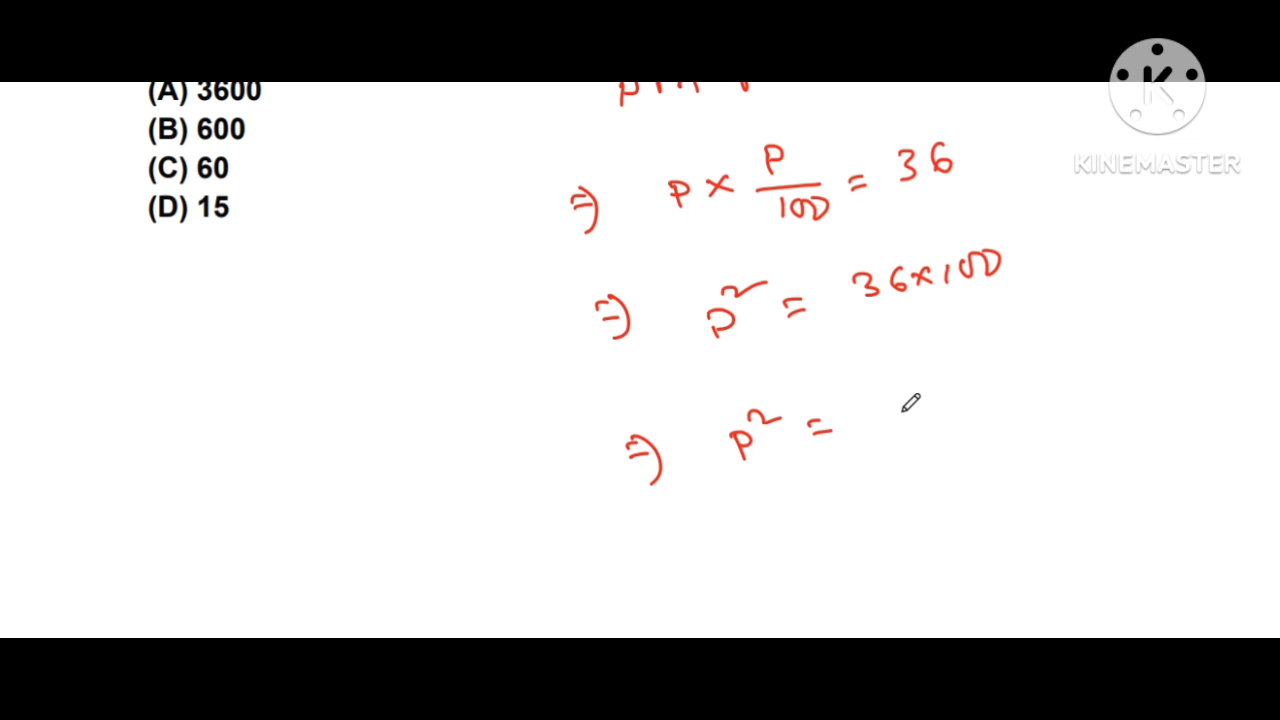 (A) 3600
(B) 600
(C) 60
(D) 15
⇒ P × P/100 = 36
⇒ P² = 36×100
⇒ P² =
KINEMASTER